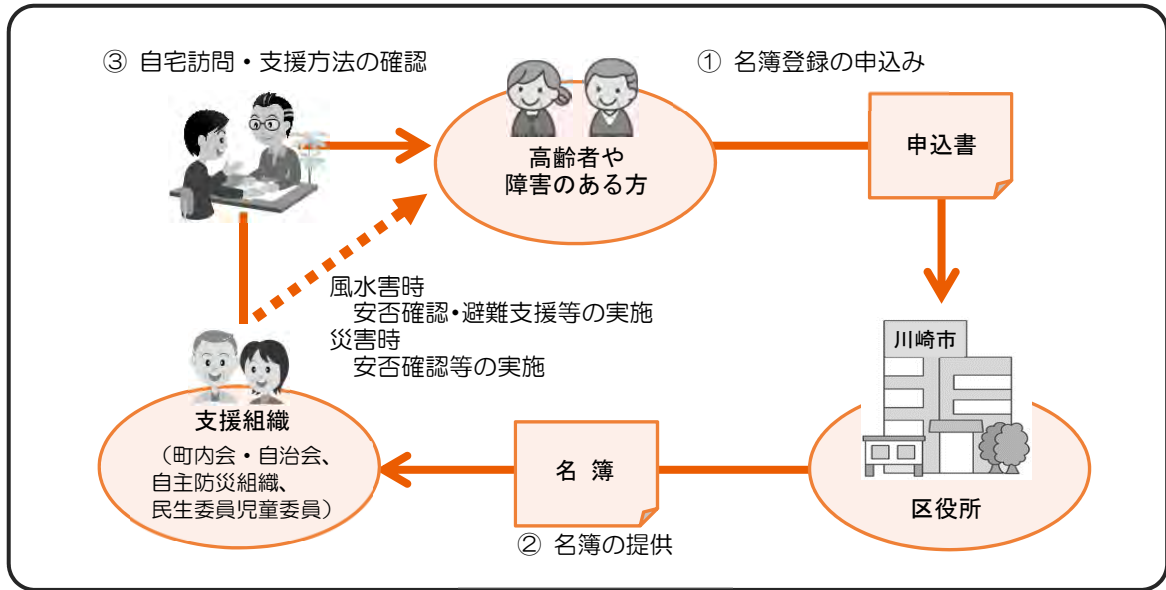 ③ 自宅訪問・支援方法の確認
① 名簿登録の申込み
高齢者や
障害のある方
申込書
風水害時
安否確認・避難支援等の実施
災害時
安否確認等の実施
川崎市
区役所
支援組織
（町内会・自治会、
自主防災組織、
民生委員児童委員）
名 簿
② 名簿の提供